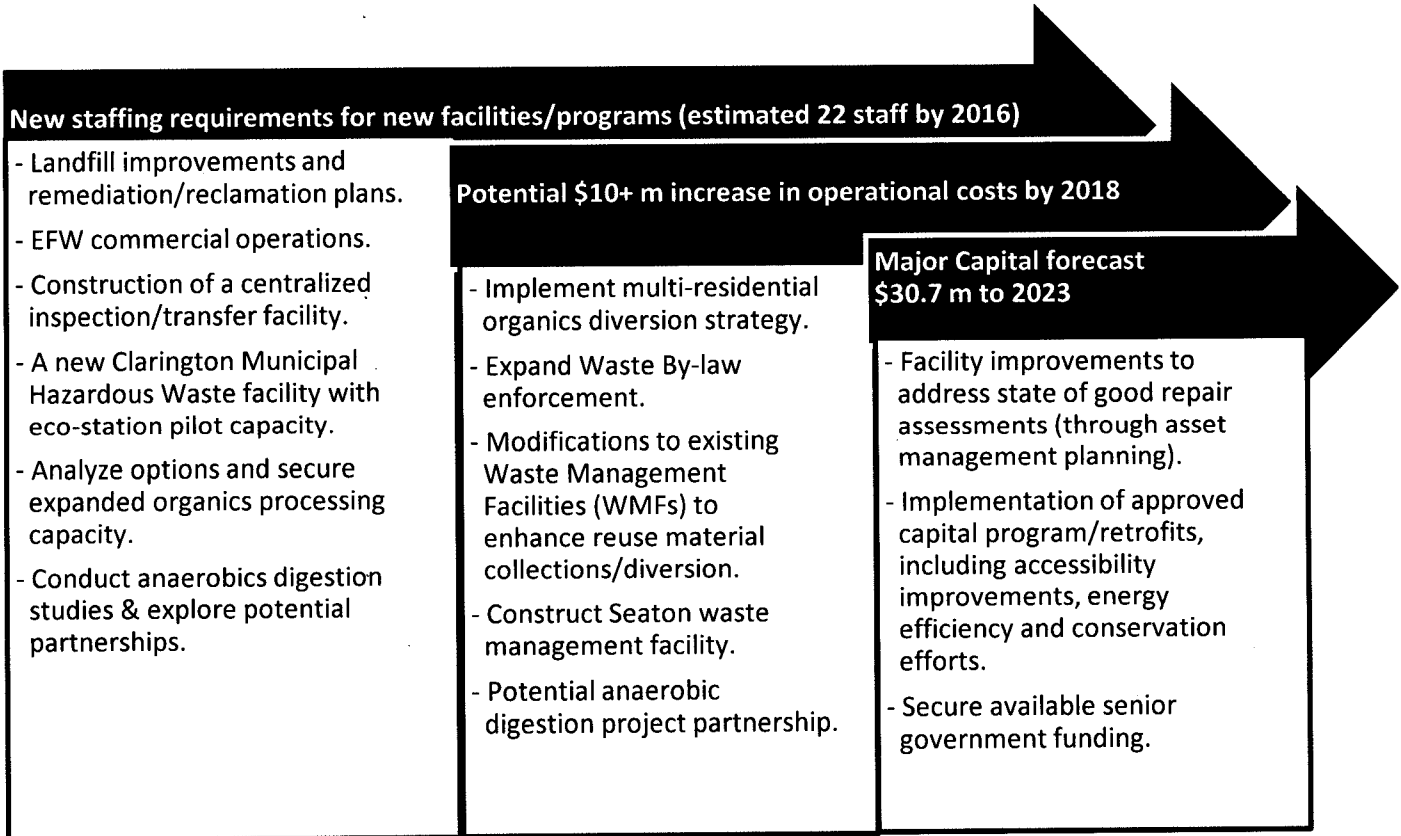 New staffing requirements for new facilities/programs (estimated 22 staff by 2016)
- Landfill improvements and
remediation/reclamation plans.
- EFW commercial operations.
- Construction of a centralized
inspection/transfer facility.
- A new Clarington Municipal
Hazardous Waste facility with
eco-station pilot capacity.
- Analyze options and secure
expanded organics processing
capacity.
- Conduct anaerobics digestion
studies & explore potential
partnerships.
Potential $10+ m increase in operational costs by 2018
- Implement multi-residential
organics diversion strategy.
- Expand Waste By-law
enforcement.
- Modifications to existing
Waste Management
Facilities (WMFs) to
enhance reuse material
collections/diversion.
- Construct Seaton waste
management facility.
- Potential anaerobic
digestion project partnership.
Major Capital forecast
$30.7 m to 2023
- Facility improvements to
address state of good repair
assessments (through asset
management planning).
- Implementation of approved
capital program/retrofits,
including accessibility
improvements, energy
efficiency and conservation
efforts.
- Secure available senior
government funding.